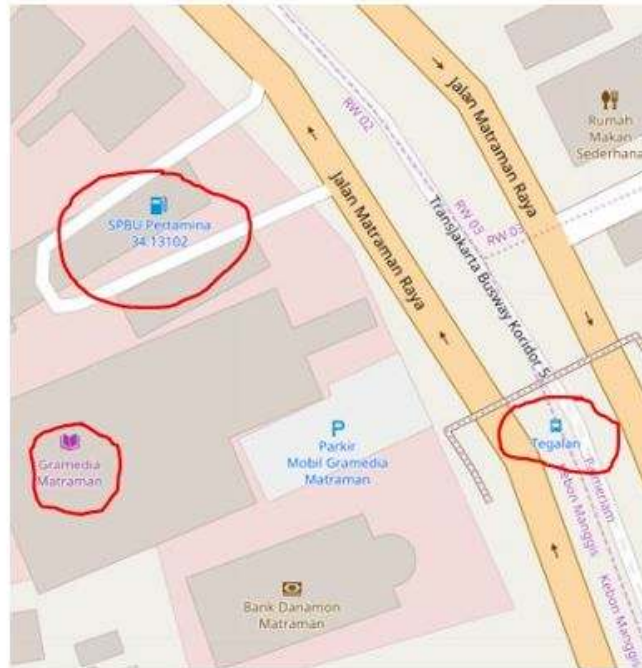 Jalan Matraman Raya
RW 02
Rumah
Makan
Sederhana
SPBU Pertamina
34.13102
Jalan Matraman Raya
RW 03
RW 03
Transjakarta Busway Koridor 5
Gramedia
Matraman
P
Parkir
Mobil Gramedia
Matraman
Tegalan
Kebon Manggis
Palmeriam
Bank Danamon
Matraman
Kebon Manggis